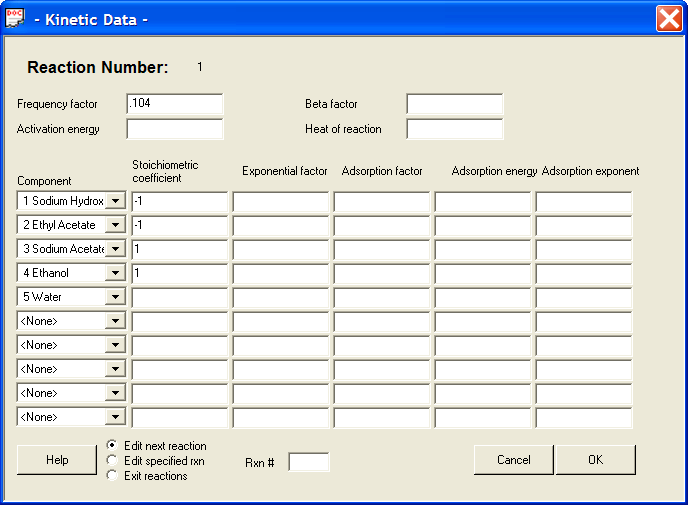 - Kinetic Data -
Reaction Number: 1
Frequency factor .104 Beta factor
Activation energy Heat of reaction
Component Stoichiometric coefficient Exponential factor Adsorption factor Adsorption energy Adsorption exponent
1 Sodium Hydrox -1
2 Ethyl Acetate -1
3 Sodium Acetate 1
4 Ethanol 1
5 Water
<None>
<None>
<None>
<None>
<None>
Help
Edit next reaction
Edit specified rxn
Exit reactions
Rxn #
Cancel
OK